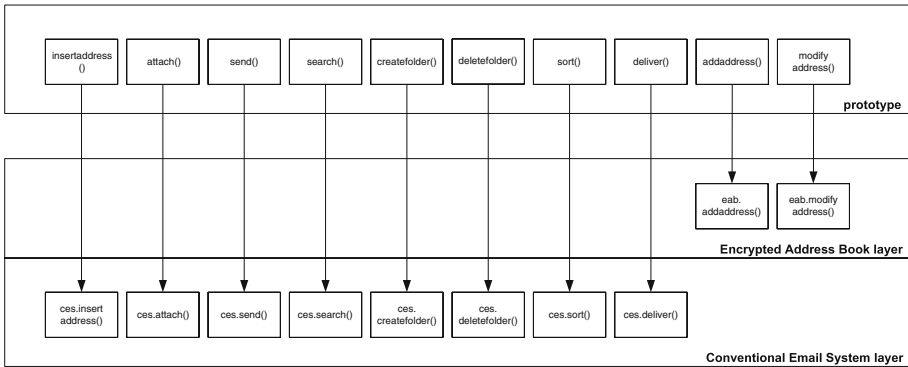 insertaddress
()
attach()
send()
search()
createfolder()
deletefolder()
sort()
deliver()
addaddress()
modify
address()
prototype
eab.
addaddress()
eab.modify
address()
Encrypted Address Book layer
ces.insert
address()
ces.attach()
ces.send()
ces.search()
ces.
createfolder()
ces.
deletefolder()
ces.sort()
ces.deliver()
Conventional Email System layer